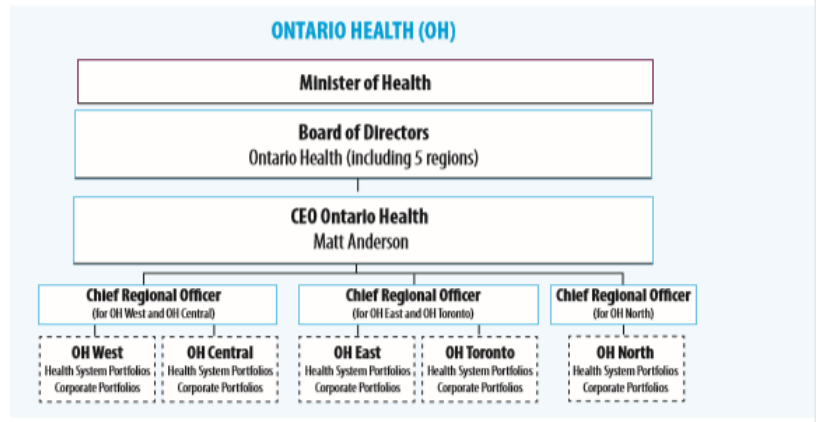 ONTARIO HEALTH (OH)
Minister of Health
Board of Directors
Ontario Health (including 5 regions)
CEO Ontario Health
Matt Anderson
Chief Regional Officer
(for OH West and OH Central)
Chief Regional Officer
(for OH East and OH Toronto)
Chief Regional Officer
(for OH North)
OH West
Health System Portfolios
Corporate Portfolios
OH Central
Health System Portfolios
Corporate Portfolios
OH East
Health System Portfolios
Corporate Portfolios
OH Toronto
Health System Portfolios
Corporate Portfolios
OH North
Health System Portfolios
Corporate Portfolios